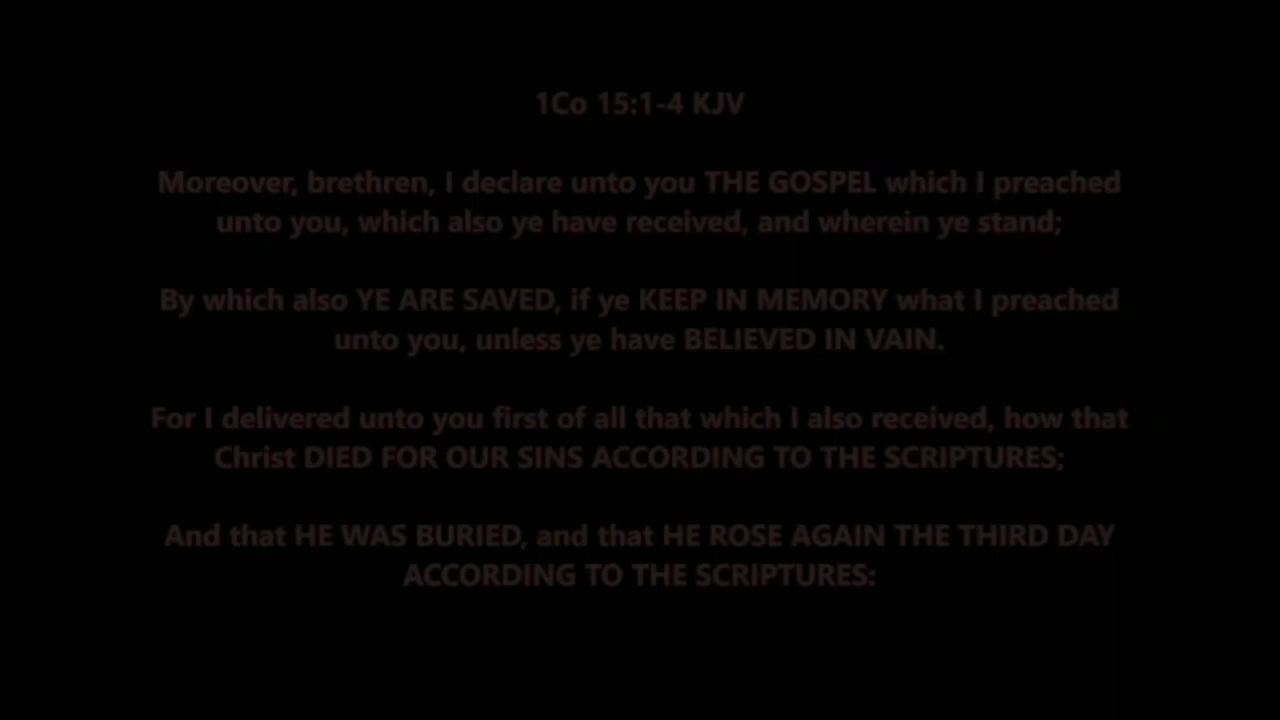 1Co 15:1-4 KJV
Moreover, brethren, I declare unto you THE GOSPEL which I preached
unto you, which also ye have received, and wherein ye stand;
By which also YE ARE SAVED, if ye KEEP IN MEMORY what I preached
unto you, unless ye have BELIEVED IN VAIN.
For I delivered unto you first of all that which I also received, how that
Christ DIED FOR OUR SINS ACCORDING TO THE SCRIPTURES;
And that HE WAS BURIED, and that HE ROSE AGAIN THE THIRD DAY
ACCORDING TO THE SCRIPTURES: